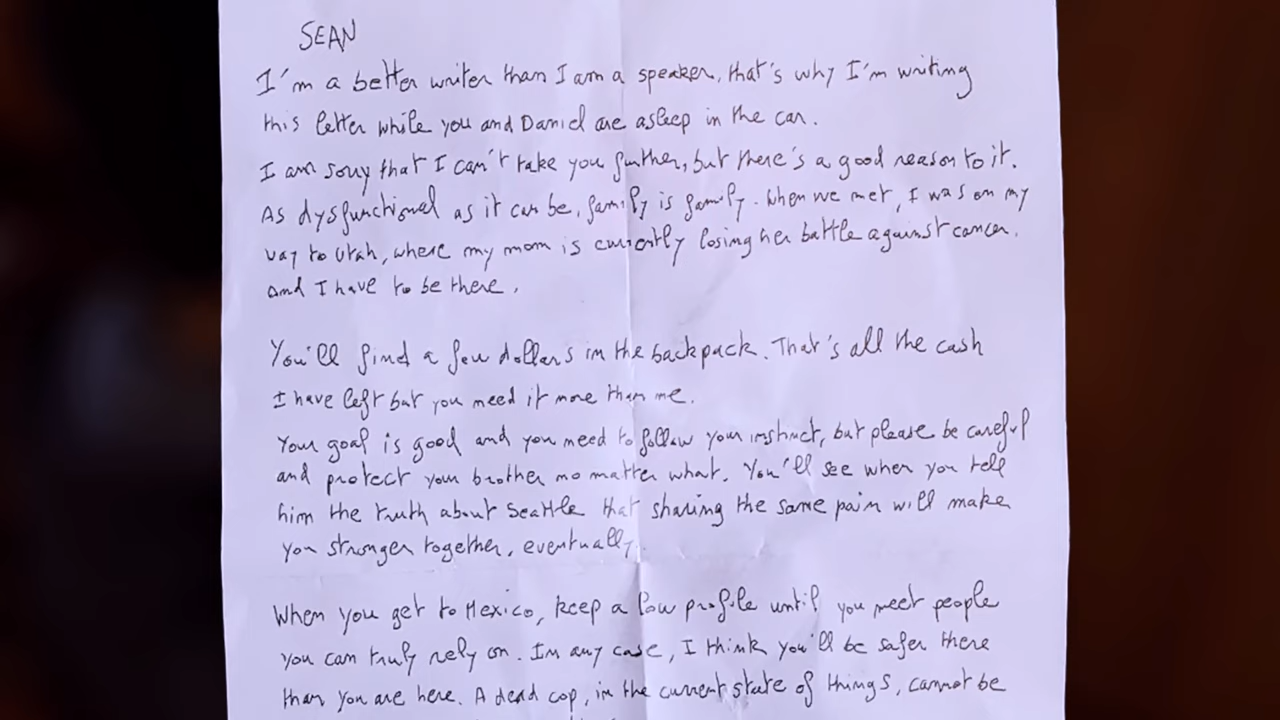 SEAN
I'm a better writer than I am a speaker, that's why I'm writing
this letter while you and Daniel are asleep in the car.
I am sorry that I can't take you further, but there's a good reason to it.
As dysfunctional as it can be, family is family. When we met, I was on my
way to Utah, where my mom is currently losing her battle against cancer.
and I have to be there.
You'll find a few dollars in the backpack. That's all the cash
I have left but you need it more than me.
Your goal is good and you need to follow your instinct, but please be careful
and protect your brother no matter what. You'll see when you tell
him the truth about Seattle that sharing the same pain will make
you stronger together, eventually.
When you get to Mexico, keep a low profile until you meet people
you can truly rely on. In any case, I think you'll be safer there
than you are here. A dead cop, in the current state of things, cannot be